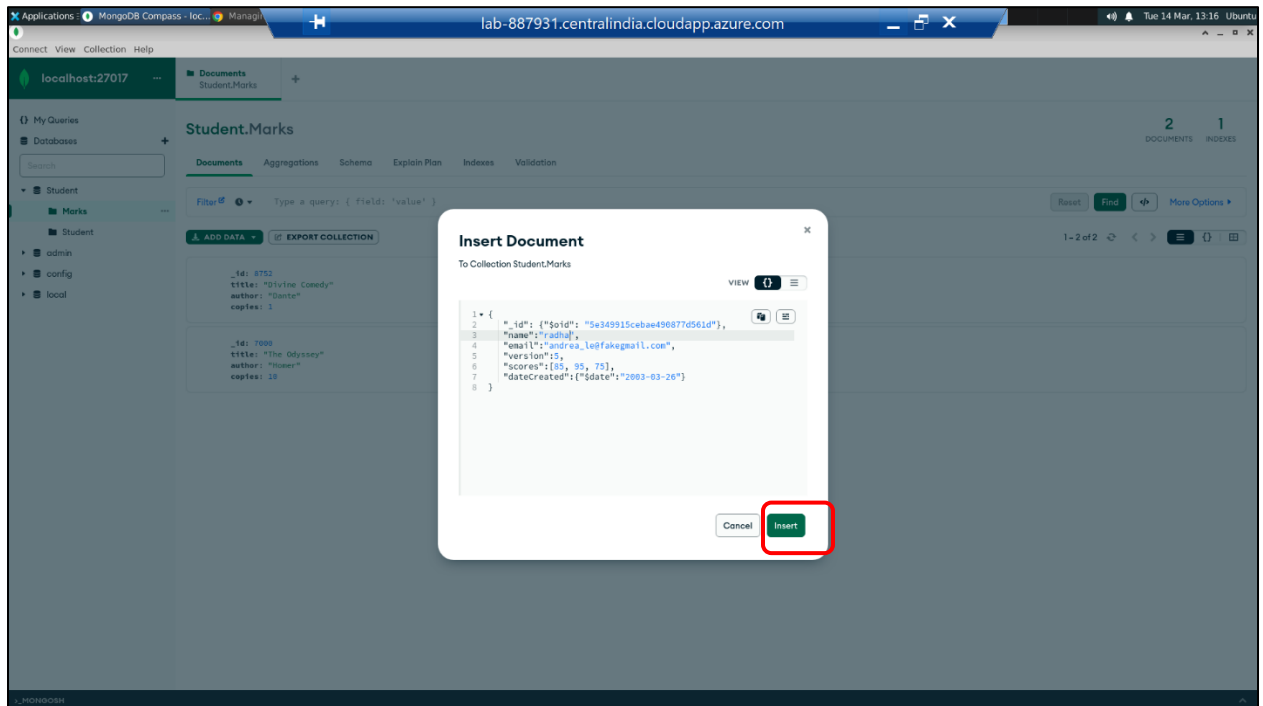 Applications
MongoDB Compass - loc...
Managin
lab-887931.centralindia.cloudapp.azure.com
Tue 14 Mar, 13:16 Ubuntu
Connect View Collection Help
localhost:27017 ...
Documents
Student.Marks
+
{} My Queries
Databases +
Search
Student
Marks ...
Student
admin
config
local
Student.Marks
2
DOCUMENTS
1
INDEXES
Documents Aggregations Schema Explain Plan Indexes Validation
Filter Type a query: { field: 'value' }
Reset Find </> More Options
ADD DATA EXPORT COLLECTION
1-2 of 2 < > {}
_id: 8752
title: "Divine Comedy"
author: "Dante"
copies: 1
_id: 7000
title: "The Odyssey"
author: "Homer"
copies: 10
Insert Document
×
To Collection Student.Marks
VIEW {}
1 {
2 "_id": {"$oid": "5e349915cebae490877d561d"},
3 "name":"radha",
4 "email":"andrea_le@fakegmail.com",
5 "version":5,
6 "scores":[85, 95, 75],
7 "dateCreated":{"$date":"2003-03-26"}
8 }
Cancel Insert
>_MONGOSH